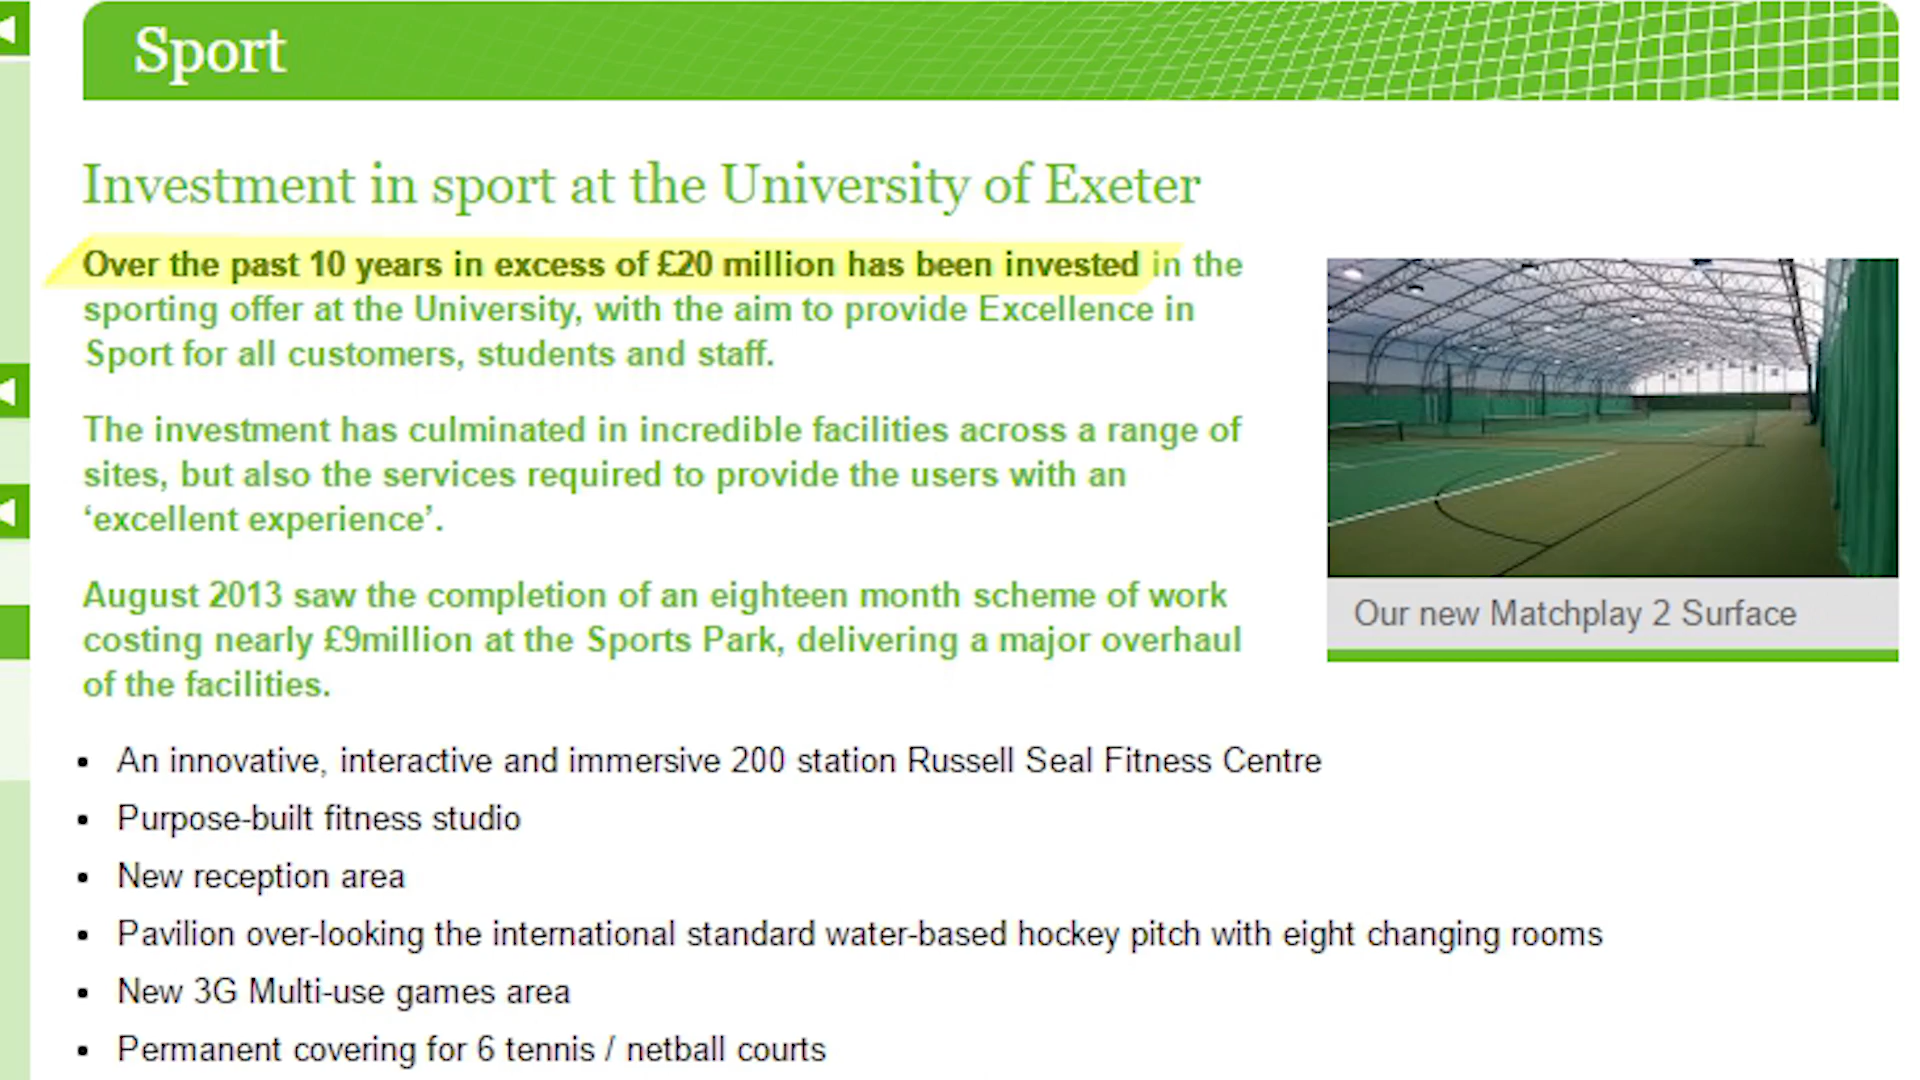 Sport
Investment in sport at the University of Exeter
Over the past 10 years in excess of £20 million has been invested in the
sporting offer at the University, with the aim to provide Excellence in
Sport for all customers, students and staff.
The investment has culminated in incredible facilities across a range of
sites, but also the services required to provide the users with an
‘excellent experience’.
August 2013 saw the completion of an eighteen month scheme of work
costing nearly £9million at the Sports Park, delivering a major overhaul
of the facilities.
Our new Matchplay 2 Surface
• An innovative, interactive and immersive 200 station Russell Seal Fitness Centre
• Purpose-built fitness studio
• New reception area
• Pavilion over-looking the international standard water-based hockey pitch with eight changing rooms
• New 3G Multi-use games area
• Permanent covering for 6 tennis / netball courts